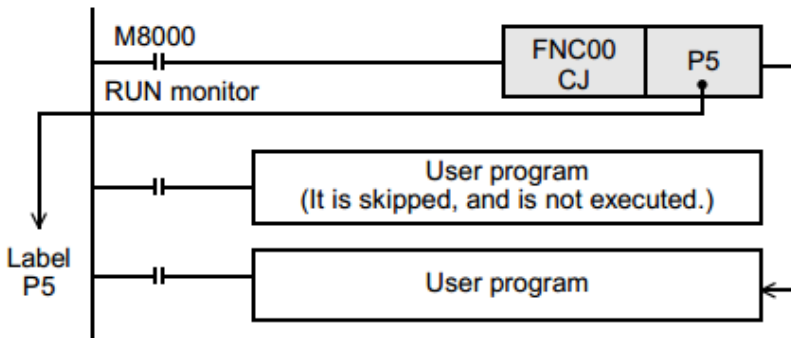 M8000
FNC00
CJ
P5
RUN monitor
User program
(It is skipped, and is not executed.)
Label
P5
User program